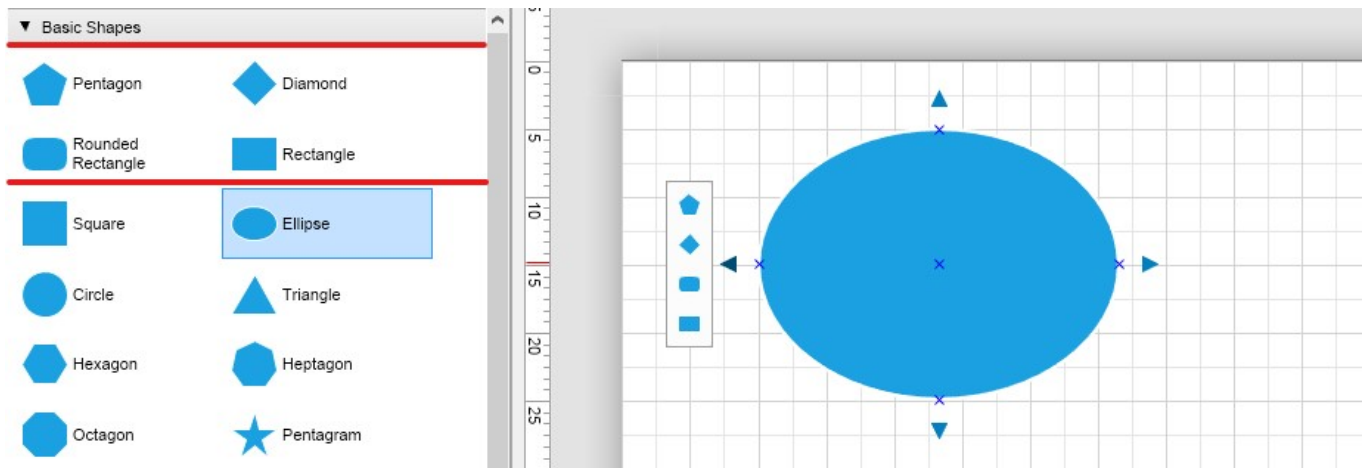 ▼ Basic Shapes
Pentagon
Diamond
Rounded
Rectangle
Rectangle
Square
Ellipse
Circle
Triangle
Hexagon
Heptagon
Octagon
Pentagram
0
5
10
15
20
25